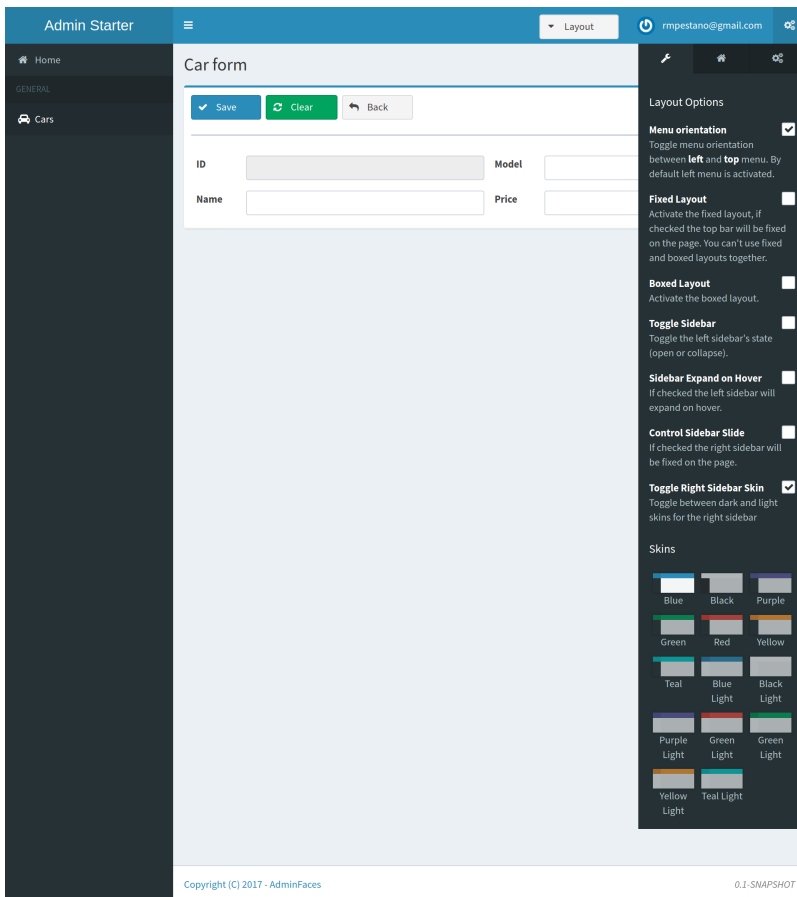 Admin Starter
Layout
rmpestano@gmail.com
Home
GENERAL
Cars
Car form
Save
Clear
Back
ID
Model
Name
Price
Layout Options
Menu orientation
Toggle menu orientation
between left and top menu. By
default left menu is activated.
Fixed Layout
Activate the fixed layout, if
checked the top bar will be fixed
on the page. You can't use fixed
and boxed layouts together.
Boxed Layout
Activate the boxed layout.
Toggle Sidebar
Toggle the left sidebar's state
(open or collapse).
Sidebar Expand on Hover
If checked the left sidebar will
expand on hover.
Control Sidebar Slide
If checked the right sidebar will
be fixed on the page.
Toggle Right Sidebar Skin
Toggle between dark and light
skins for the right sidebar
Skins
Blue
Black
Purple
Green
Red
Yellow
Teal
Blue
Light
Black
Light
Purple
Light
Green
Light
Green
Light
Yellow
Light
Teal Light
Copyright (C) 2017 - AdminFaces
0.1-SNAPSHOT